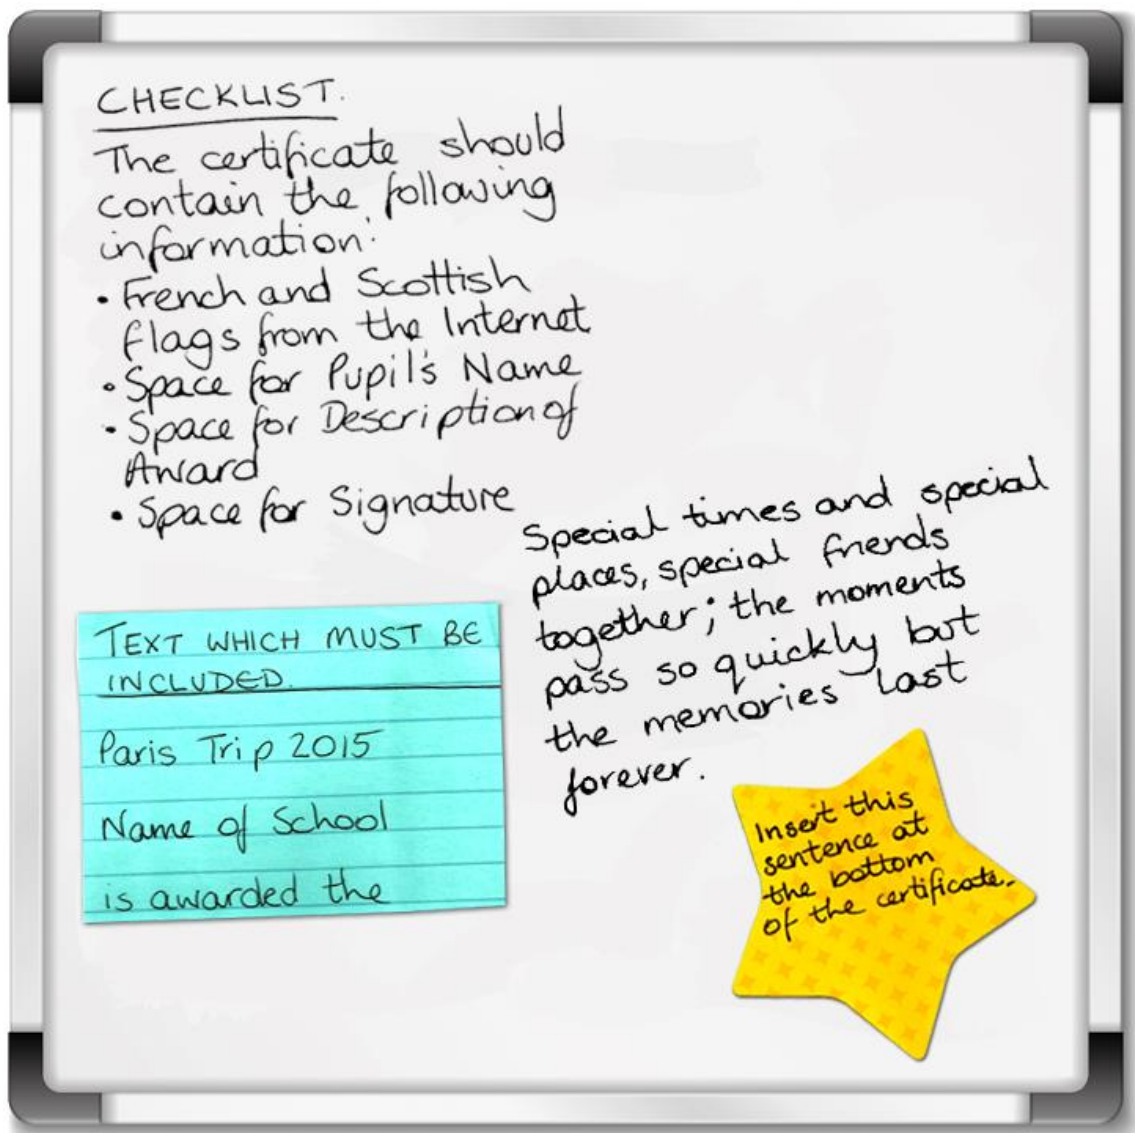 CHECKLIST.
The certificate should
contain the following
information:
• French and Scottish
flags from the Internet
• Space for Pupil's Name
• Space for Description of
Award
• Space for Signature
Special times and special
places, special friends
together; the moments
pass so quickly but
the memories last
forever.
TEXT WHICH MUST BE
INCLUDED.
Paris Trip 2015
Name of School
is awarded the
Insert this
sentence at
the bottom
of the certificate.